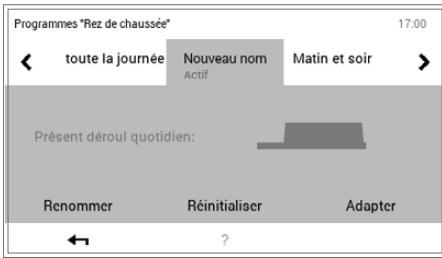 Programmes "Rez de chaussée" 17:00
toute la journée Nouveau nom Matin et soir
Actif
Présent déroul quotidien:
Renommer Réinitialiser Adapter
?